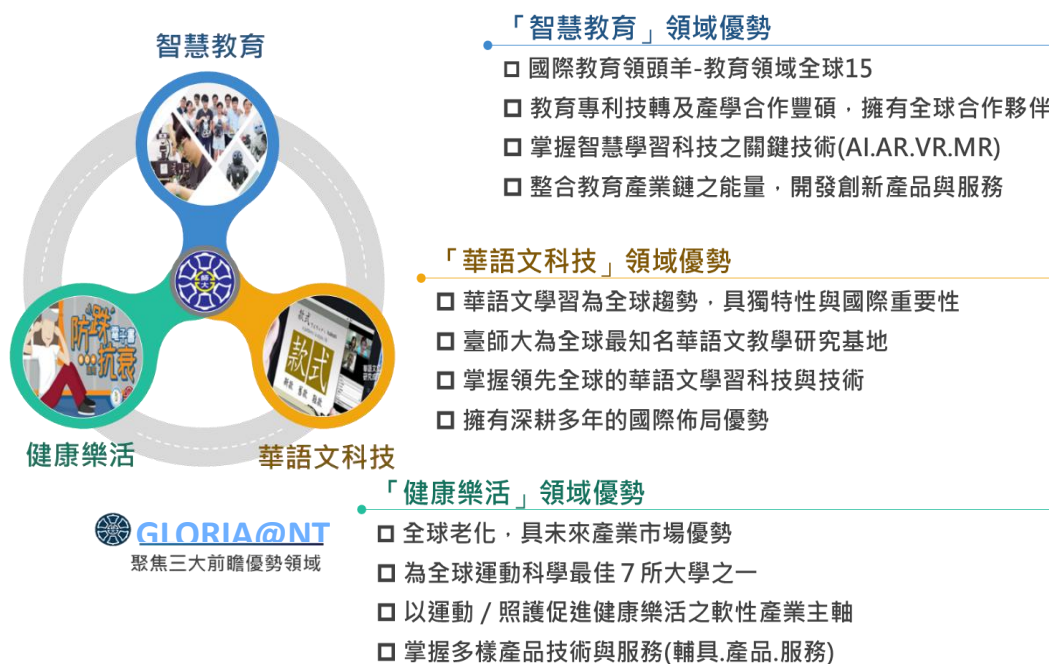 智慧教育
「智慧教育」領域優勢
國際教育領頭羊-教育領域全球15
教育專利技轉及產學合作豐碩，擁有全球合作夥伴
掌握智慧學習科技之關鍵技術(AI.AR.VR.MR)
整合教育產業鏈之能量，開發創新產品與服務
「華語文科技」領域優勢
華語文學習為全球趨勢，具獨特性與國際重要性
臺師大為全球最知名華語文教學研究基地
掌握領先全球的華語文學習科技與技術
擁有深耕多年的國際佈局優勢
師大
防疫
電子書
抗衰
款式
款式
健康樂活
華語文科技
「健康樂活」領域優勢
全球老化，具未來產業市場優勢
為全球運動科學最佳7所大學之一
以運動/照護促進健康樂活之軟性產業主軸
掌握多樣產品技術與服務(輔具.產品.服務)
GLORIA@NT
聚焦三大前瞻優勢領域